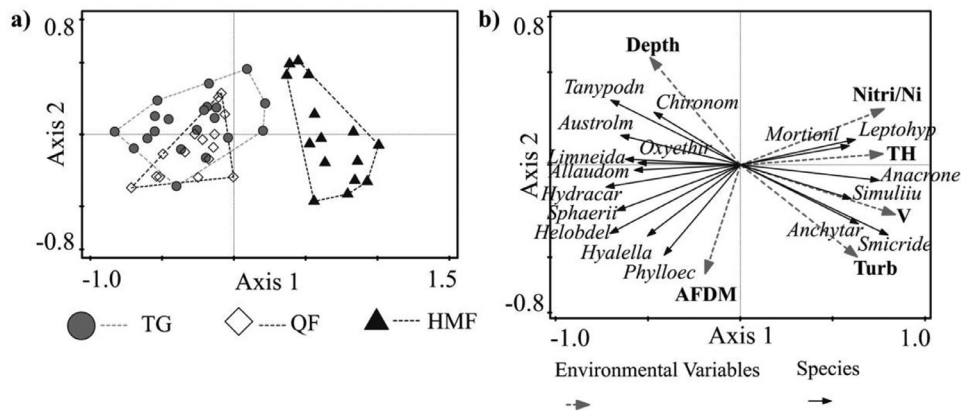 a)
0.8
Axis 2
-0.8
-1.0
Axis 1
1.5
TG
QF
HMF
b)
0.8
Depth
Tanypodn
Chironom
Nitri/Ni
Austrolm
Mortionl
Leptohyp
Oxyethir
TH
Limneida
Allaudom
Anacrone
Hydracar
Simuliiu
Sphaerii
V
Helobdel
Anchytar
Smicride
Hyalella
Phylloec
Turb
AFDM
Axis 2
-0.8
-1.0
Axis 1
1.0
Environmental Variables
Species